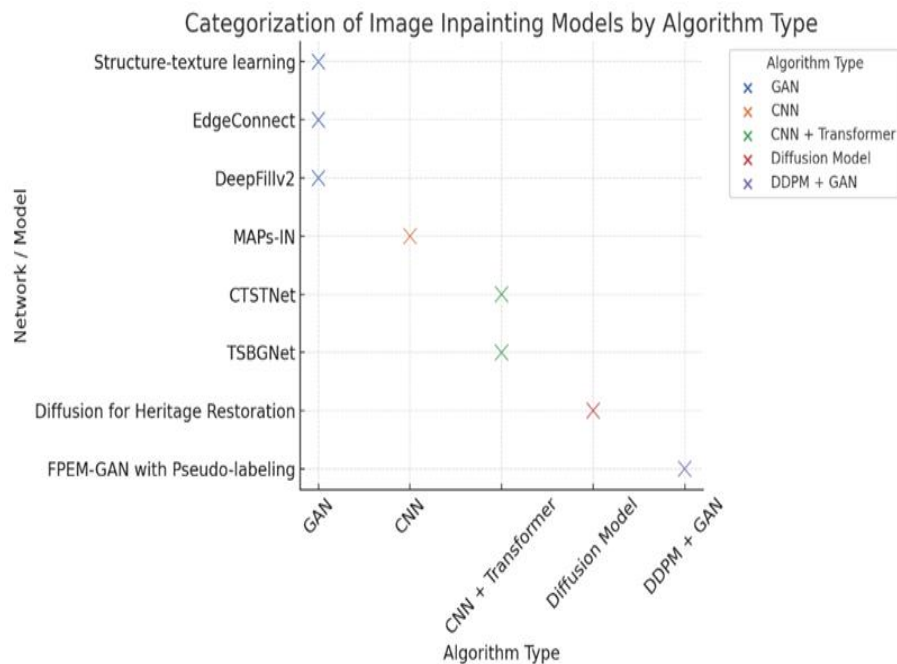 Categorization of Image Inpainting Models by Algorithm Type
Structure-texture learning
EdgeConnect
DeepFillv2
MAPs-IN
CTSTNet
TSBGNet
Diffusion for Heritage Restoration
FPEM-GAN with Pseudo-labeling
Network / Model
GAN
CNN
CNN + Transformer
Diffusion Model
DDPM + GAN
Algorithm Type
Algorithm Type
GAN
CNN
CNN + Transformer
Diffusion Model
DDPM + GAN